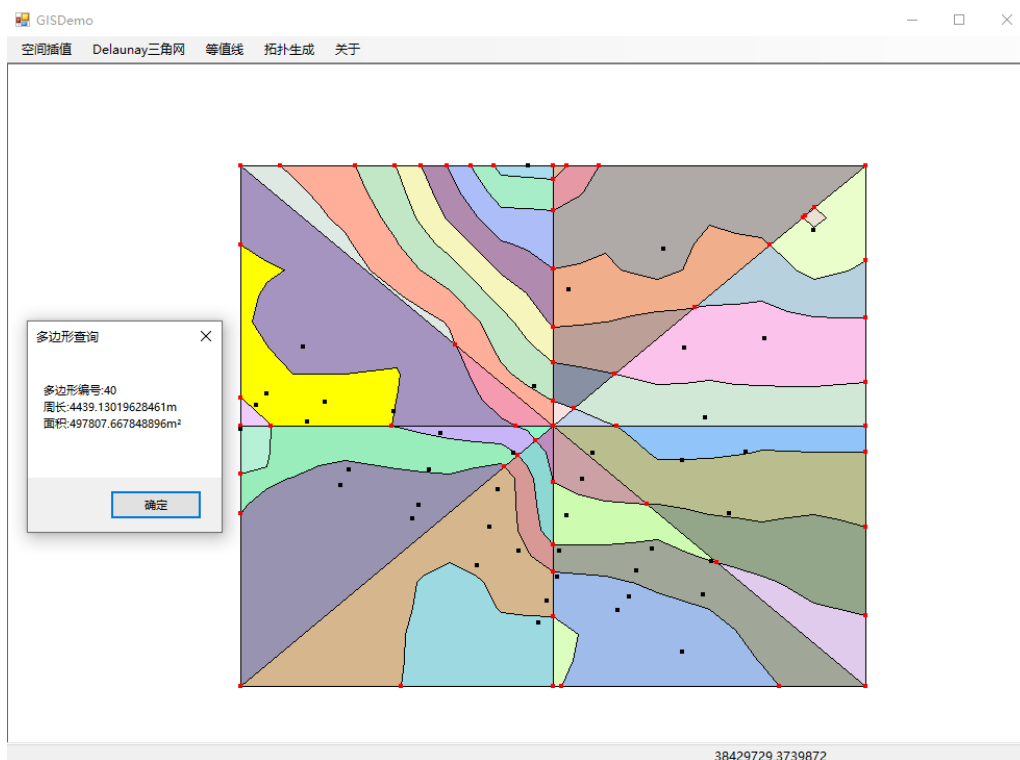 GISDemo
空间插值 Delaunay三角网 等值线 拓扑生成 关于
多边形查询
多边形编号:40
周长:4439.13019628461m
面积:497807.667848896m²
确定
38429729 3739872